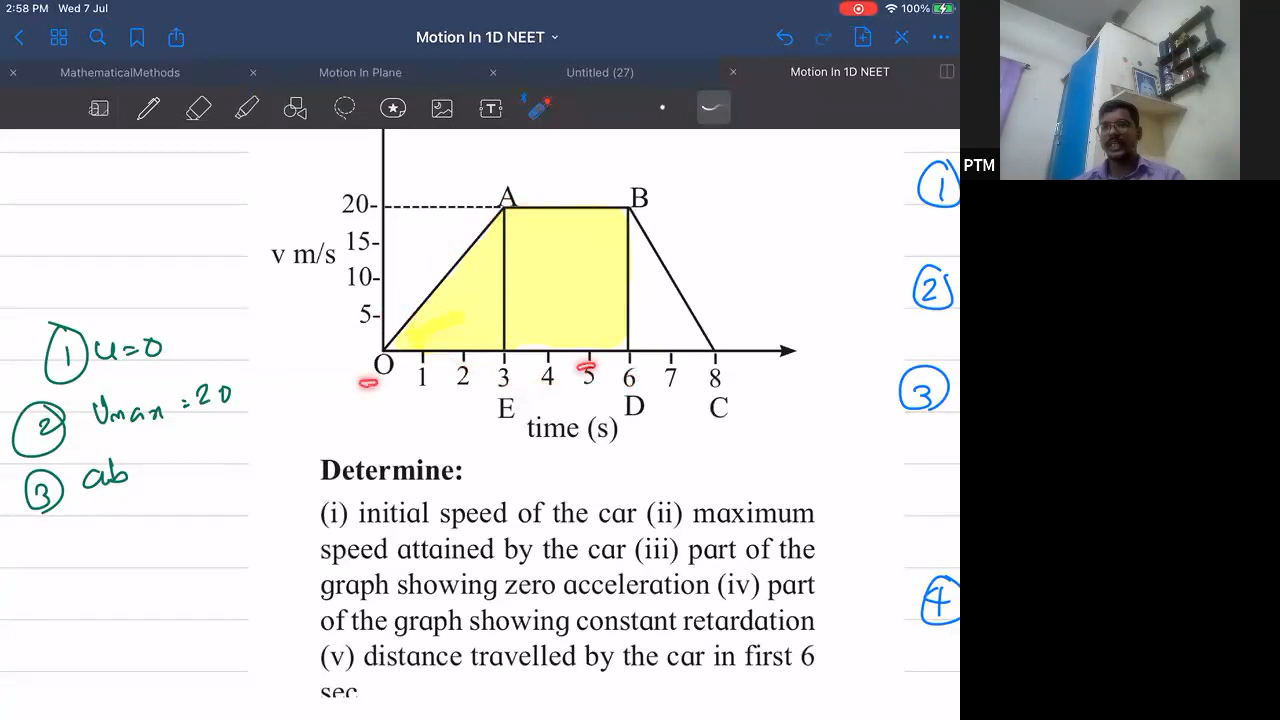 2:58 PM Wed 7 Jul
100%
Motion In 1D NEET
MathematicalMethods
Motion In Plane
Untitled (27)
Motion In 1D NEET
T
PTM
A
B
20-
15-
v m/s
10-
5-
O
1 2 3 4 5 6 7 8
E D C
time (s)
① u=0
② Vmax = 20
③ ab
①
②
③
④
Determine:
(i) initial speed of the car (ii) maximum
speed attained by the car (iii) part of the
graph showing zero acceleration (iv) part
of the graph showing constant retardation
(v) distance travelled by the car in first 6
sec